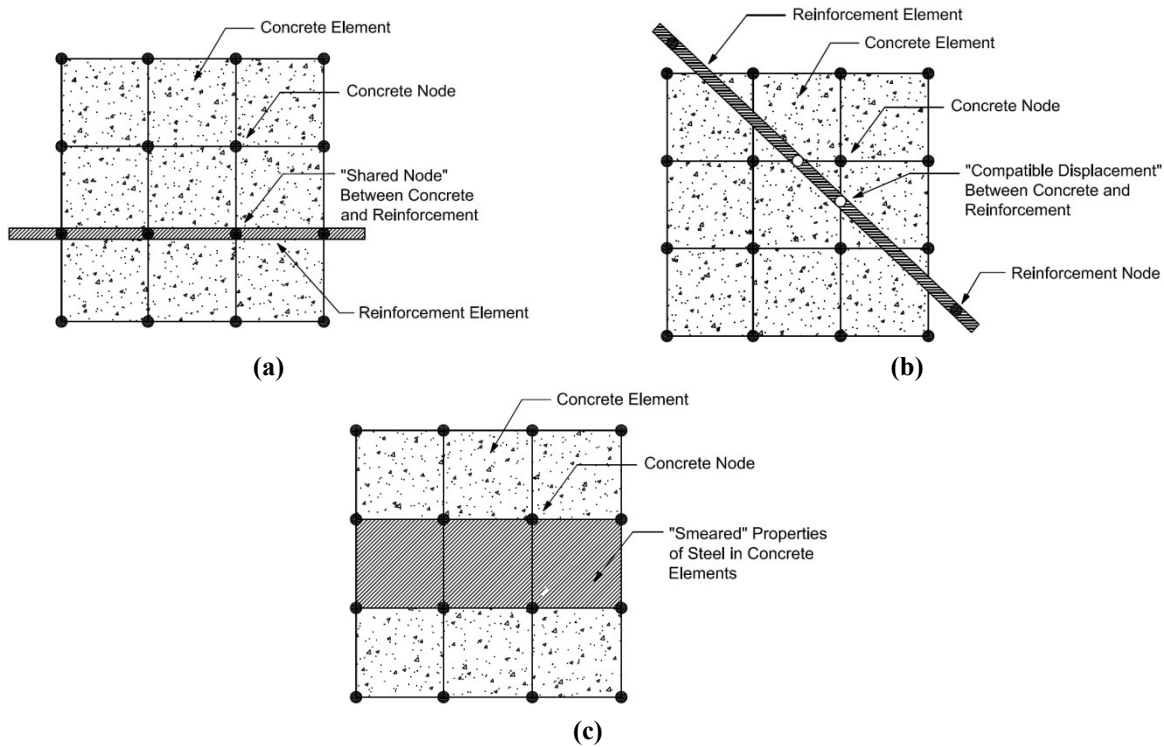 Concrete Element
Concrete Node
"Shared Node"
Between Concrete
and Reinforcement
Reinforcement Element
(a)
Reinforcement Element
Concrete Element
Concrete Node
"Compatible Displacement"
Between Concrete and
Reinforcement
Reinforcement Node
(b)
Concrete Element
Concrete Node
"Smeared" Properties
of Steel in Concrete
Elements
(c)